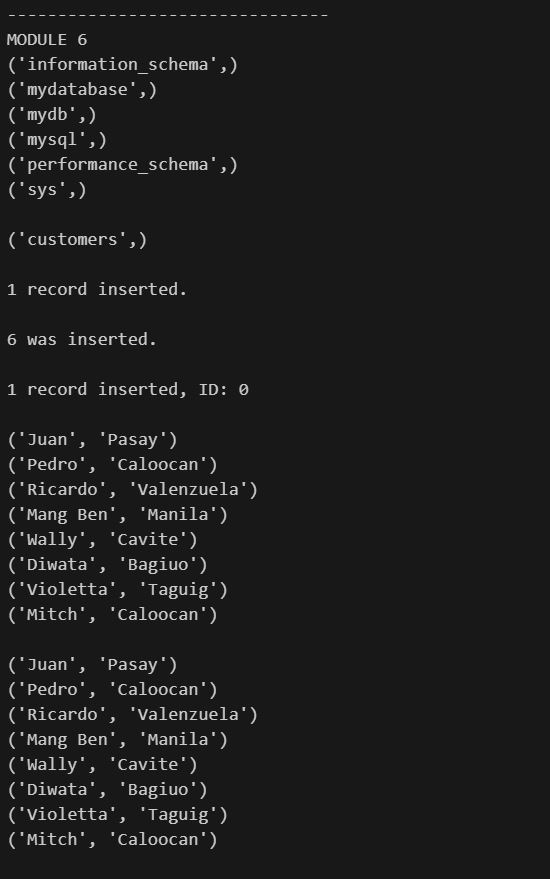 --------------------------------
MODULE 6
('information_schema',)
('mydatabase',)
('mydb',)
('mysql',)
('performance_schema',)
('sys',)
('customers',)
1 record inserted.
6 was inserted.
1 record inserted, ID: 0
('Juan', 'Pasay')
('Pedro', 'Caloocan')
('Ricardo', 'Valenzuela')
('Mang Ben', 'Manila')
('Wally', 'Cavite')
('Diwata', 'Bagiuo')
('Violetta', 'Taguig')
('Mitch', 'Caloocan')
('Juan', 'Pasay')
('Pedro', 'Caloocan')
('Ricardo', 'Valenzuela')
('Mang Ben', 'Manila')
('Wally', 'Cavite')
('Diwata', 'Bagiuo')
('Violetta', 'Taguig')
('Mitch', 'Caloocan')